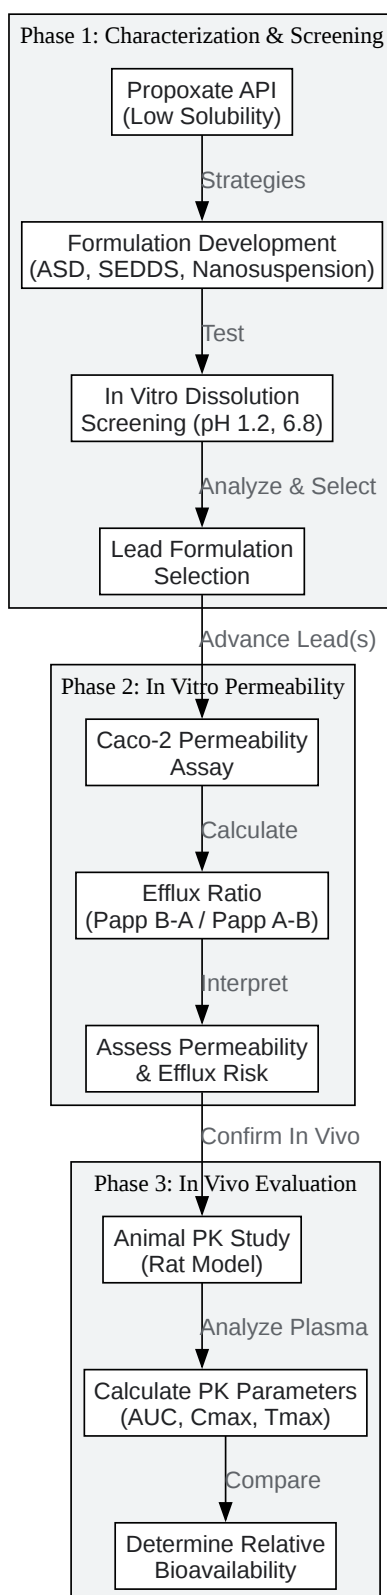 Phase 1: Characterization & Screening
Propoxate API
(Low Solubility)
Strategies
Formulation Development
(ASD, SEDDS, Nanosuspension)
Test
In Vitro Dissolution
Screening (pH 1.2, 6.8)
Analyze & Select
Lead Formulation
Selection
Advance Lead(s)
Phase 2: In Vitro Permeability
Caco-2 Permeability
Assay
Calculate
Efflux Ratio
(Papp B-A / Papp A-B)
Interpret
Assess Permeability
& Efflux Risk
Confirm In Vivo
Phase 3: In Vivo Evaluation
Animal PK Study
(Rat Model)
Analyze Plasma
Calculate PK Parameters
(AUC, Cmax, Tmax)
Compare
Determine Relative
Bioavailability